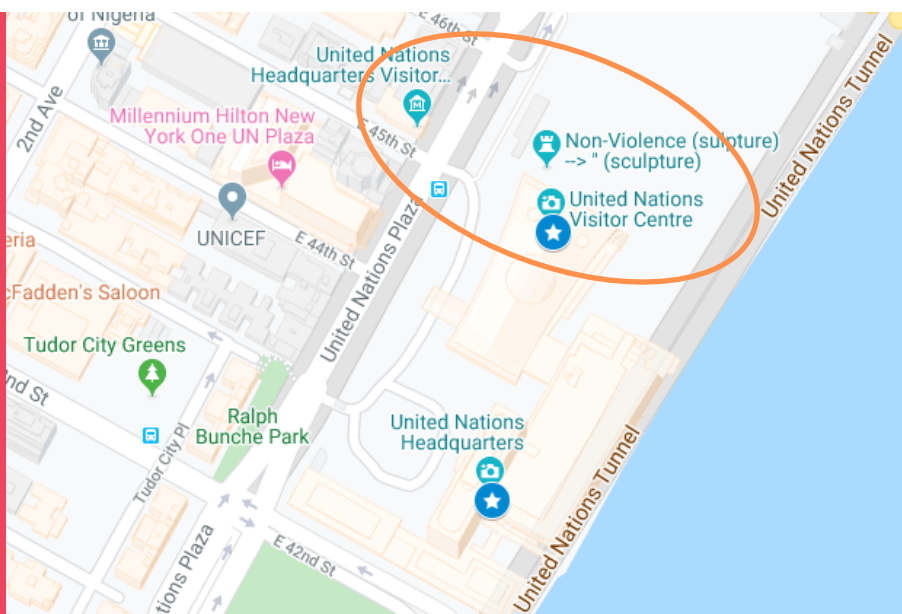 of Nigeria
E 46th St
United Nations
Headquarters Visitor...
2nd Ave
Millennium Hilton New
York One UN Plaza
E 45th St
Non-Violence (sulpture)
--> " (sculpture)
United Nations Tunnel
United Nations
Visitor Centre
UNICEF
E 44th St
United Nations Plaza
eria
cFadden's Saloon
Tudor City Greens
nd St
Ralph
Bunche Park
United Nations
Headquarters
Tudor City Pl
United Nations Tunnel
E 42nd St
tions Plaza